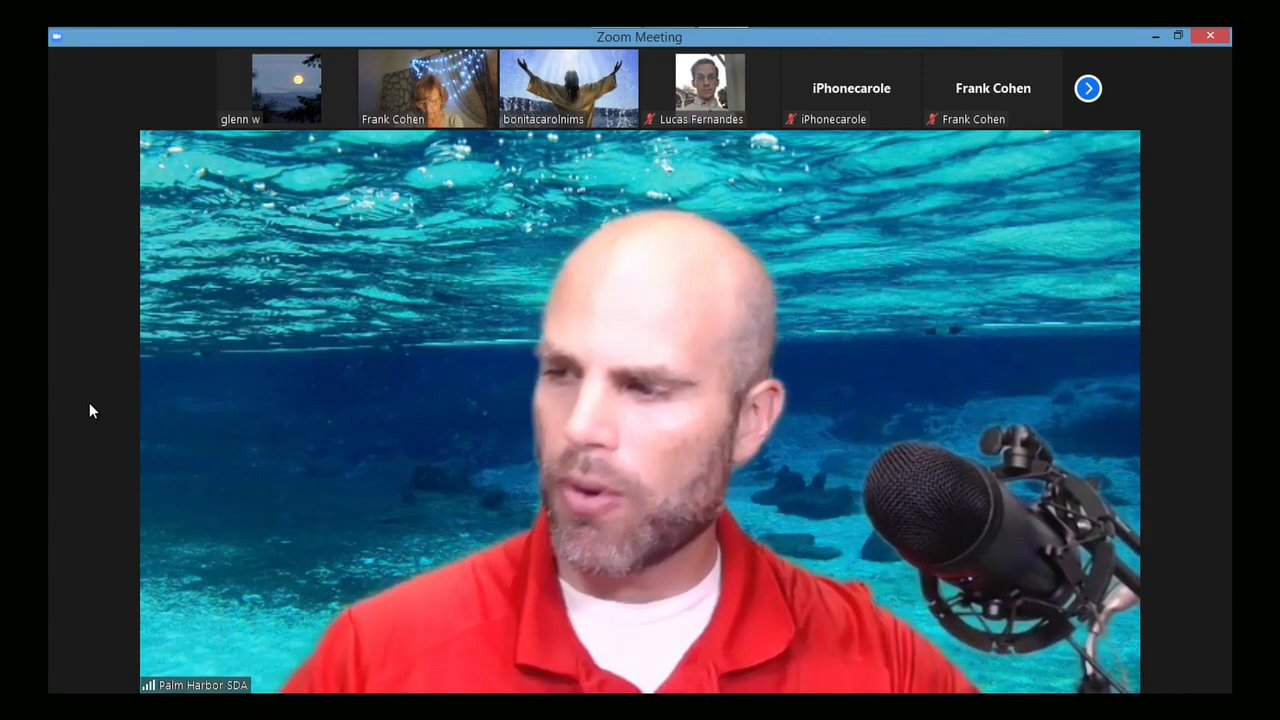 Zoom Meeting
iPhonecarole
Frank Cohen
glenn w
Frank Cohen
bonitacarolnims
Lucas Fernandes
iPhonecarole
Frank Cohen
Palm Harbor SDA